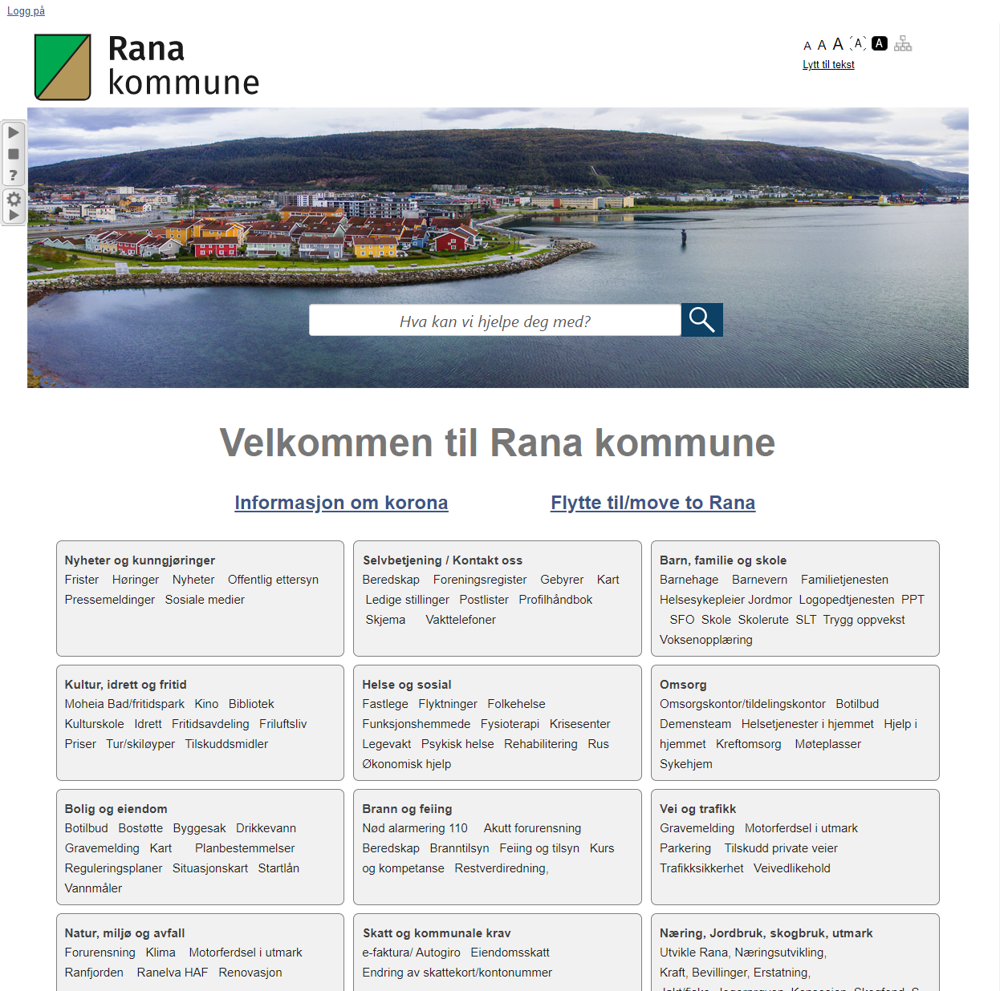 Logg på
Rana
kommune
A A A A A
Lytt til tekst
?
Hva kan vi hjelpe deg med?
Velkommen til Rana kommune
Informasjon om korona Flytte til/move to Rana
Nyheter og kunngjøringer
Frister Høringer Nyheter Offentlig ettersyn
Pressemeldinger Sosiale medier
Selvbetjening / Kontakt oss
Beredskap Foreningsregister Gebyrer Kart
Ledige stillinger Postlister Profilhåndbok
Skjema Vakttelefoner
Barn, familie og skole
Barnehage Barnevern Familietjenesten
Helsesykepleier Jordmor Logopedtjenesten PPT
SFO Skole Skolerute SLT Trygg oppvekst
Voksenopplæring
Kultur, idrett og fritid
Moheia Bad/fritidspark Kino Bibliotek
Kulturskole Idrett Fritidsavdeling Friluftsliv
Priser Tur/skiløyper Tilskuddsmidler
Helse og sosial
Fastlege Flyktninger Folkehelse
Funksjonshemmede Fysioterapi Krisesenter
Legevakt Psykisk helse Rehabilitering Rus
Økonomisk hjelp
Omsorg
Omsorgskontor/tildelingskontor Botilbud
Demensteam Helsetjenester i hjemmet Hjelp i
hjemmet Kreftomsorg Møteplasser
Sykehjem
Bolig og eiendom
Botilbud Bostøtte Byggesak Drikkevann
Gravemelding Kart Planbestemmelser
Reguleringsplaner Situasjonskart Startlån
Vannmåler
Brann og feiing
Nød alarmering 110 Akutt forurensning
Beredskap Branntilsyn Feiing og tilsyn Kurs
og kompetanse Restverdiredning,
Vei og trafikk
Gravemelding Motorferdsel i utmark
Parkering Tilskudd private veier
Trafikksikkerhet Veivedlikehold
Natur, miljø og avfall
Forurensning Klima Motorferdsel i utmark
Ranfjorden Ranelva HAF Renovasjon
Skatt og kommunale krav
e-faktura/ Autogiro Eiendomsskatt
Endring av skattekort/kontonummer
Næring, Jordbruk, skogbruk, utmark
Utvikle Rana, Næringsutvikling,
Kraft, Bevillinger, Erstatning,